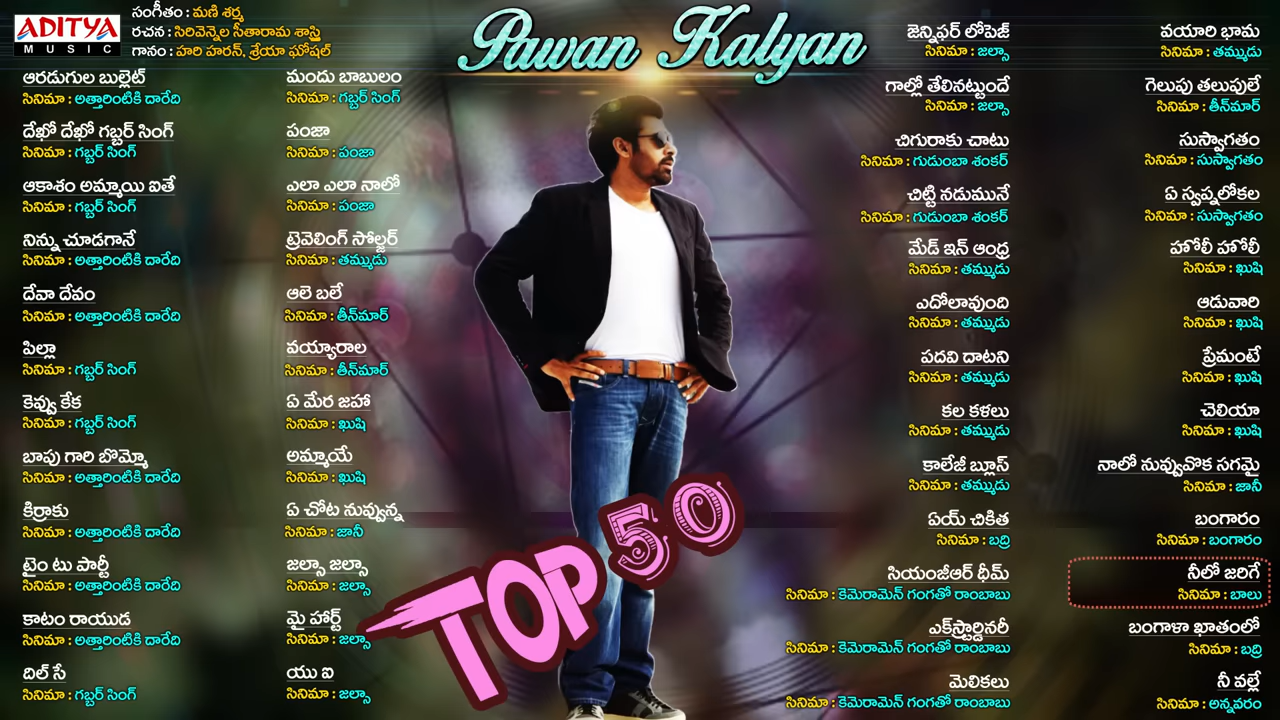 ADITYA
MUSIC
సంగీతం : మణి శర్మ
రచన : సిరివెన్నెల సీతారామ శాస్త్రి
గానం : హరి హరన్, శ్రేయా ఘోషల్
Pawan Kalyan
ఆరడుగుల బుల్లెట్
సినిమా : అత్తారింటికి దారేది
దేఖో దేఖో గబ్బర్ సింగ్
సినిమా : గబ్బర్ సింగ్
ఆకాశం అమ్మాయి ఐతే
సినిమా : గబ్బర్ సింగ్
నిన్ను చూడగానే
సినిమా : అత్తారింటికి దారేది
దేవా దేవం
సినిమా : అత్తారింటికి దారేది
పిల్లా
సినిమా : గబ్బర్ సింగ్
కెవ్వు కేక
సినిమా : గబ్బర్ సింగ్
బాపు గారి బొమ్మో
సినిమా : అత్తారింటికి దారేది
కిర్రాకు
సినిమా : అత్తారింటికి దారేది
టైం టు పార్టీ
సినిమా : అత్తారింటికి దారేది
కాటం రాయుడ
సినిమా : అత్తారింటికి దారేది
దిల్ సే
సినిమా : గబ్బర్ సింగ్
మందు బాబులం
సినిమా : గబ్బర్ సింగ్
పంజా
సినిమా : పంజా
ఎలా ఎలా నాలో
సినిమా : పంజా
ట్రావెలింగ్ సోల్జర్
సినిమా : తమ్ముడు
ఆలె బలే
సినిమా : తీన్‌మార్
వయ్యారాల
సినిమా : తీన్‌మార్
ఏ మేర జహా
సినిమా : ఖుషి
అమ్మాయే
సినిమా : ఖుషి
ఏ చోట నువ్వున్న
సినిమా : జానీ
జల్సా జల్సా
సినిమా : జల్సా
మై హార్ట్
సినిమా : జల్సా
యు ఐ
సినిమా : జల్సా
TOP 50
జెన్నిఫర్ లోపెజ్
సినిమా : జల్సా
గాల్లో తేలినట్టుందే
సినిమా : జల్సా
చిగురాకు చాటు
సినిమా : గుడుంబా శంకర్
చిట్టి నడుమునే
సినిమా : గుడుంబా శంకర్
మేడ్ ఇన్ ఆంధ్ర
సినిమా : తమ్ముడు
ఎదోలావుంది
సినిమా : తమ్ముడు
పదవి దాటని
సినిమా : తమ్ముడు
కల కళలు
సినిమా : తమ్ముడు
కాలేజీ బ్లూస్
సినిమా : తమ్ముడు
ఏయ్ చికిత
సినిమా : బద్రి
సియంజీఆర్ థీమ్
సినిమా : కెమెరామెన్ గంగతో రాంబాబు
ఎక్‌స్ట్రార్డినరీ
సినిమా : కెమెరామెన్ గంగతో రాంబాబు
మెలికలు
సినిమా : కెమెరామెన్ గంగతో రాంబాబు
వయారి భామ
సినిమా : తమ్ముడు
గెలుపు తలుపులే
సినిమా : తీన్‌మార్
సుస్వాగతం
సినిమా : సుస్వాగతం
ఏ స్వప్నలోకల
సినిమా : సుస్వాగతం
హోలీ హోలీ
సినిమా : ఖుషి
ఆడువారి
సినిమా : ఖుషి
ప్రేమంటే
సినిమా : ఖుషి
చెలియా
సినిమా : ఖుషి
నాలో నువ్వువొక సగమై
సినిమా : జానీ
బంగారం
సినిమా : బంగారం
నీలో జరిగే
సినిమా : బాలు
బంగాళా ఖాతంలో
సినిమా : బద్రి
నీ వల్లే
సినిమా : అన్నవరం